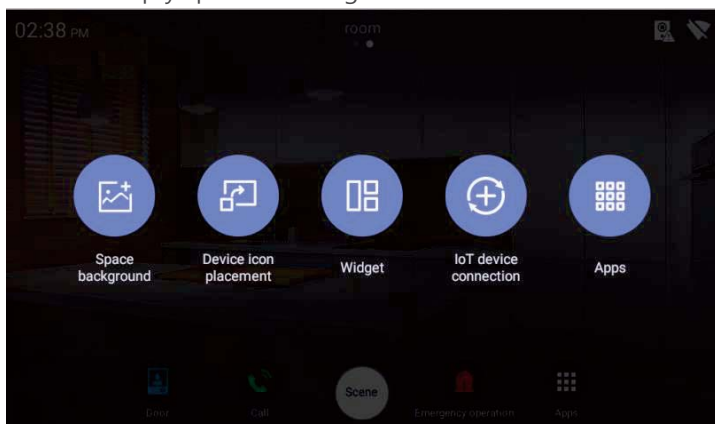 02:38 PM
room
Space
background
Device icon
placement
Widget
IoT device
connection
Apps
Scene
Door
Call
Emergency operation
Apps